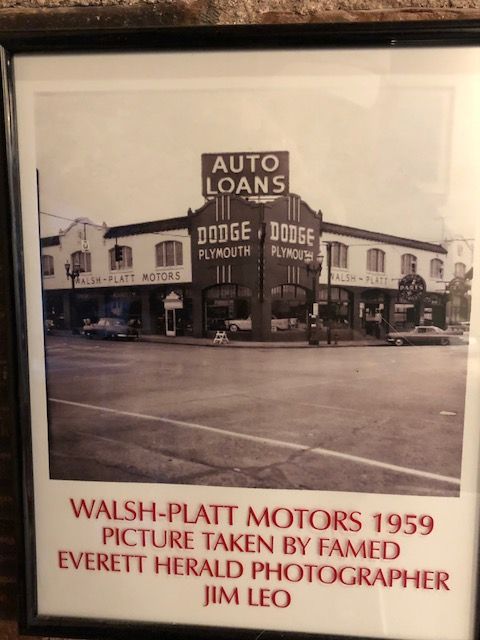 AUTO
LOANS
DODGE DODGE
PLYMOUTH PLYMOUTH
WALSH-PLATT MOTORS WALSH-PLATT
PARTS
WALSH-PLATT MOTORS 1959
PICTURE TAKEN BY FAMED
EVERETT HERALD PHOTOGRAPHER
JIM LEO